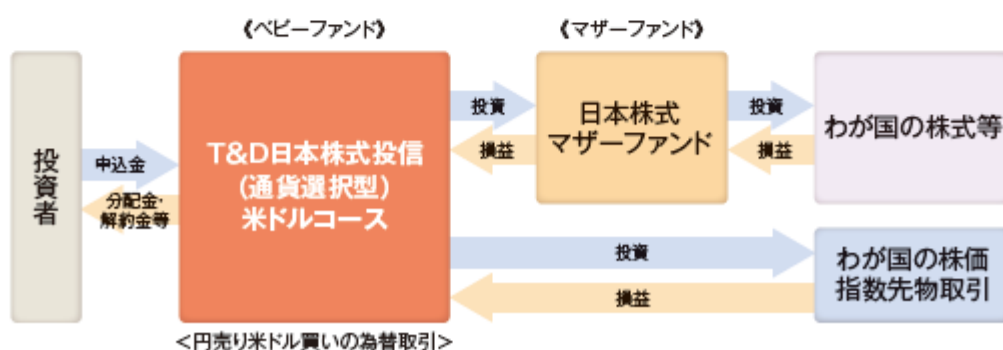 《ベビーファンド》
《マザーファンド》
投資者
申込金
分配金・
解約金等
T&D日本株式投信
(通貨選択型)
米ドルコース
投資
損益
日本株式
マザーファンド
投資
損益
わが国の株式等
投資
損益
わが国の株価
指数先物取引
<円売り米ドル買いの為替取引>